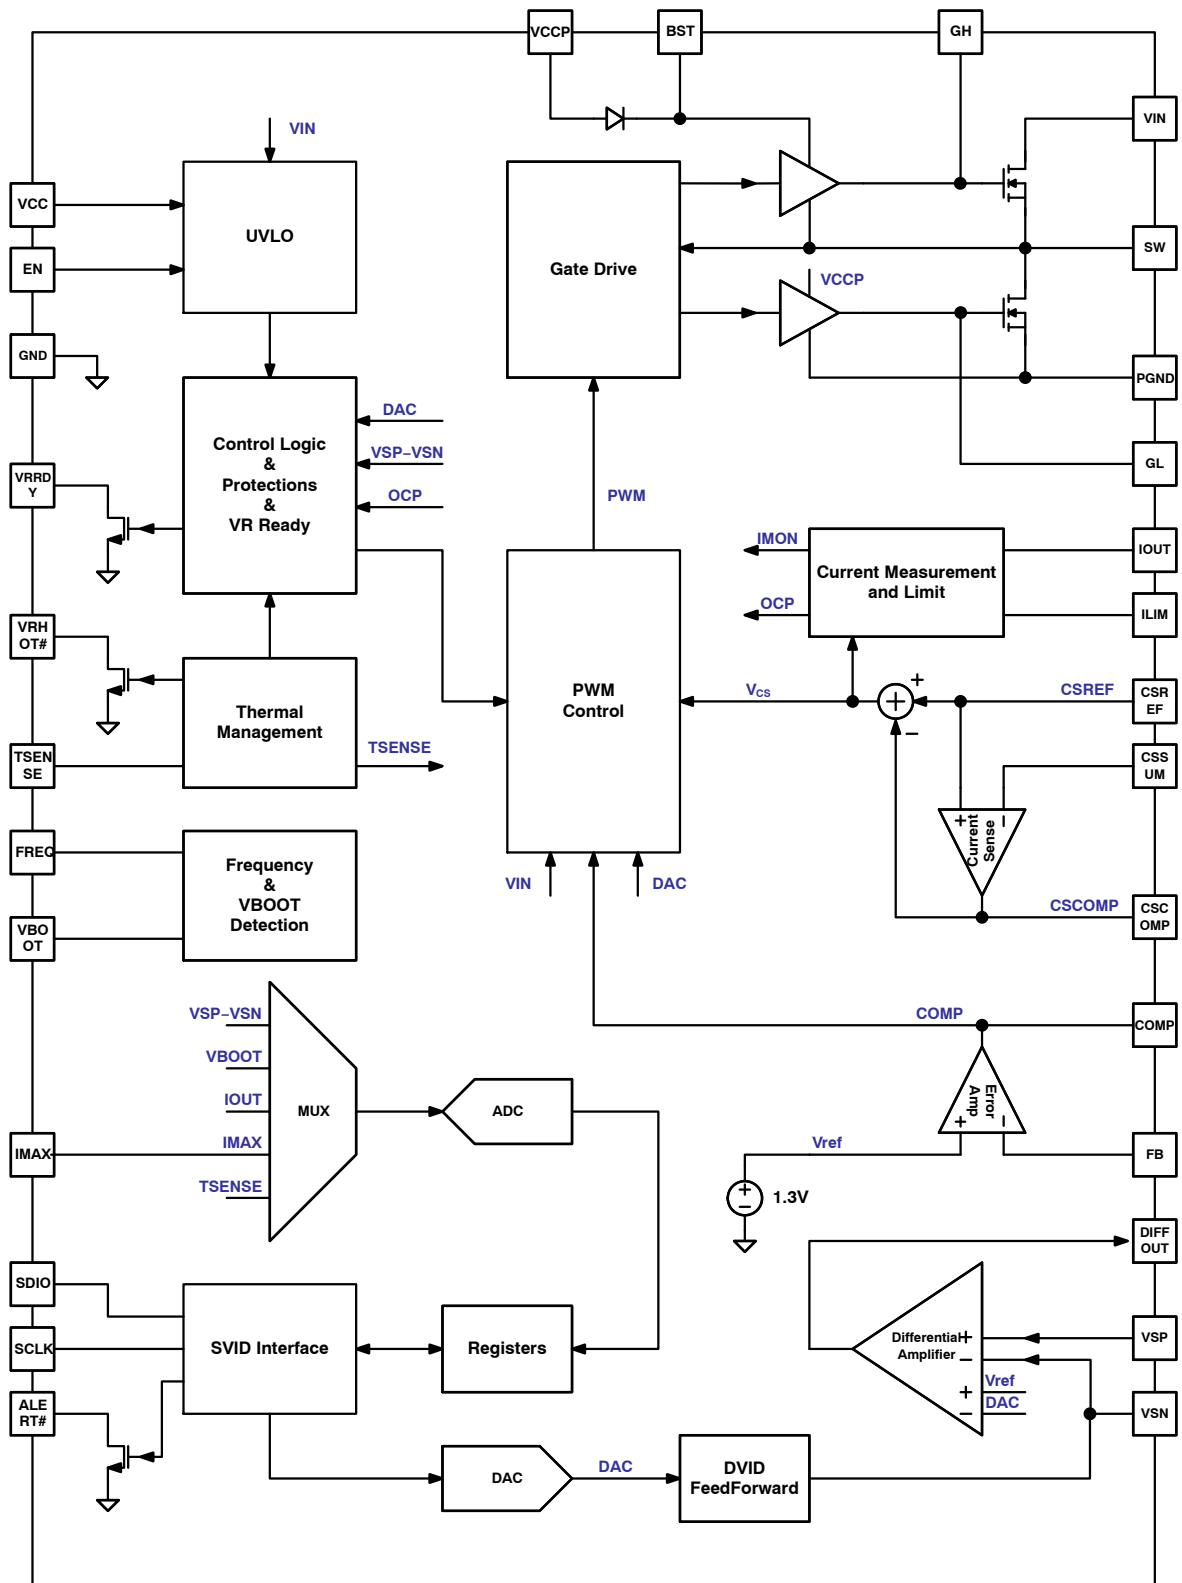 VCCP
BST
GH
VIN
VIN
VCC
UVLO
EN
SW
Gate Drive
VCCP
GND
PGND
DAC
Control Logic
&
Protections
&
VR Ready
VSP–VSN
OCP
VRRD
Y
GL
PWM
IMON
OCP
Current Measurement
and Limit
IOUT
ILIM
VRH
OT#
Thermal
Management
TSENSE
TSEN
SE
PWM
Control
VCS
+
–
CSREF
CSR
EF
CSS
UM
+ –
Current
Sense
FREQ
Frequency
&
VBOOT
Detection
VBO
OT
VIN
DAC
CSCOMP
CSC
OMP
VSP–VSN
VBOOT
IOUT
IMAX
TSENSE
MUX
ADC
IMAX
COMP
COMP
Error
Amp
+ –
Vref
FB
+
–
1.3V
DIFF
OUT
SDIO
SCLK
SVID Interface
Registers
Differential
Amplifier
+
–
+
–
Vref
DAC
VSP
VSN
ALE
RT#
DAC
DAC
DVID
FeedForward